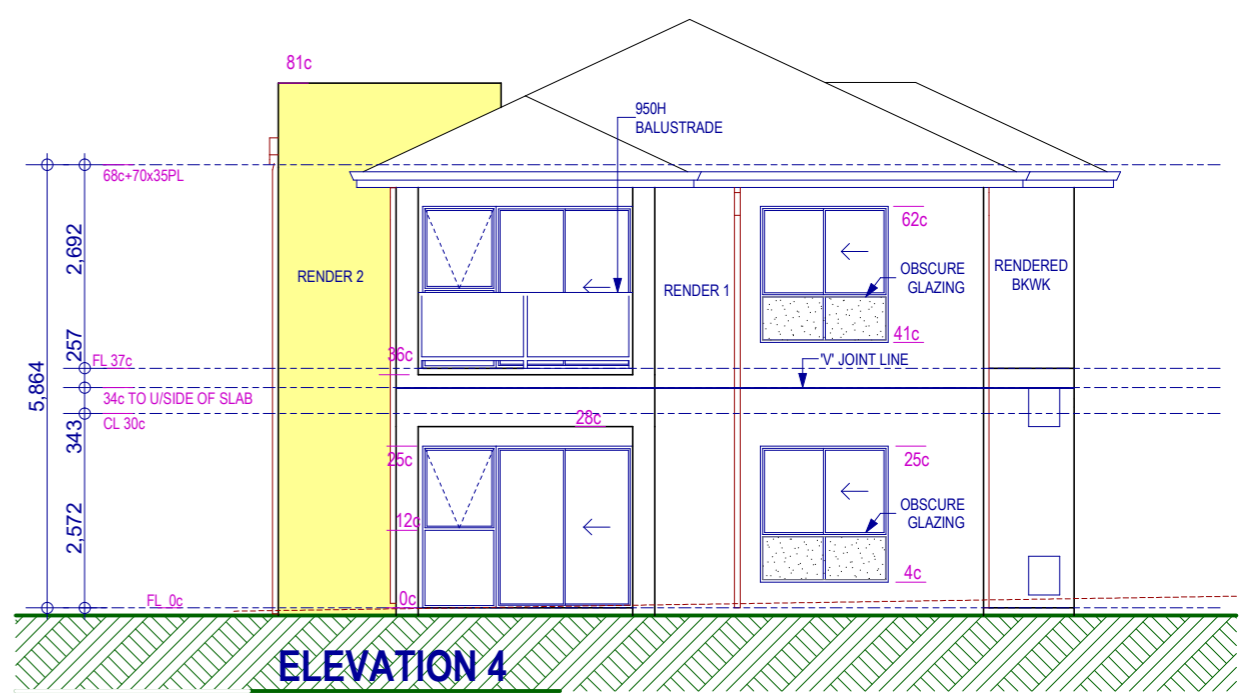 81c
950H
BALUSTRADE
68c+70x35PL
62c
2,692
RENDER 2
RENDER 1
OBSCURE
GLAZING
RENDERED
BKWK
41c
257
36c
FL 37c
'V' JOINT LINE
5,864
34c TO U/SIDE OF SLAB
CL 30c
28c
343
25c
25c
OBSCURE
GLAZING
12c
2,572
4c
FL 0c
0c
ELEVATION 4